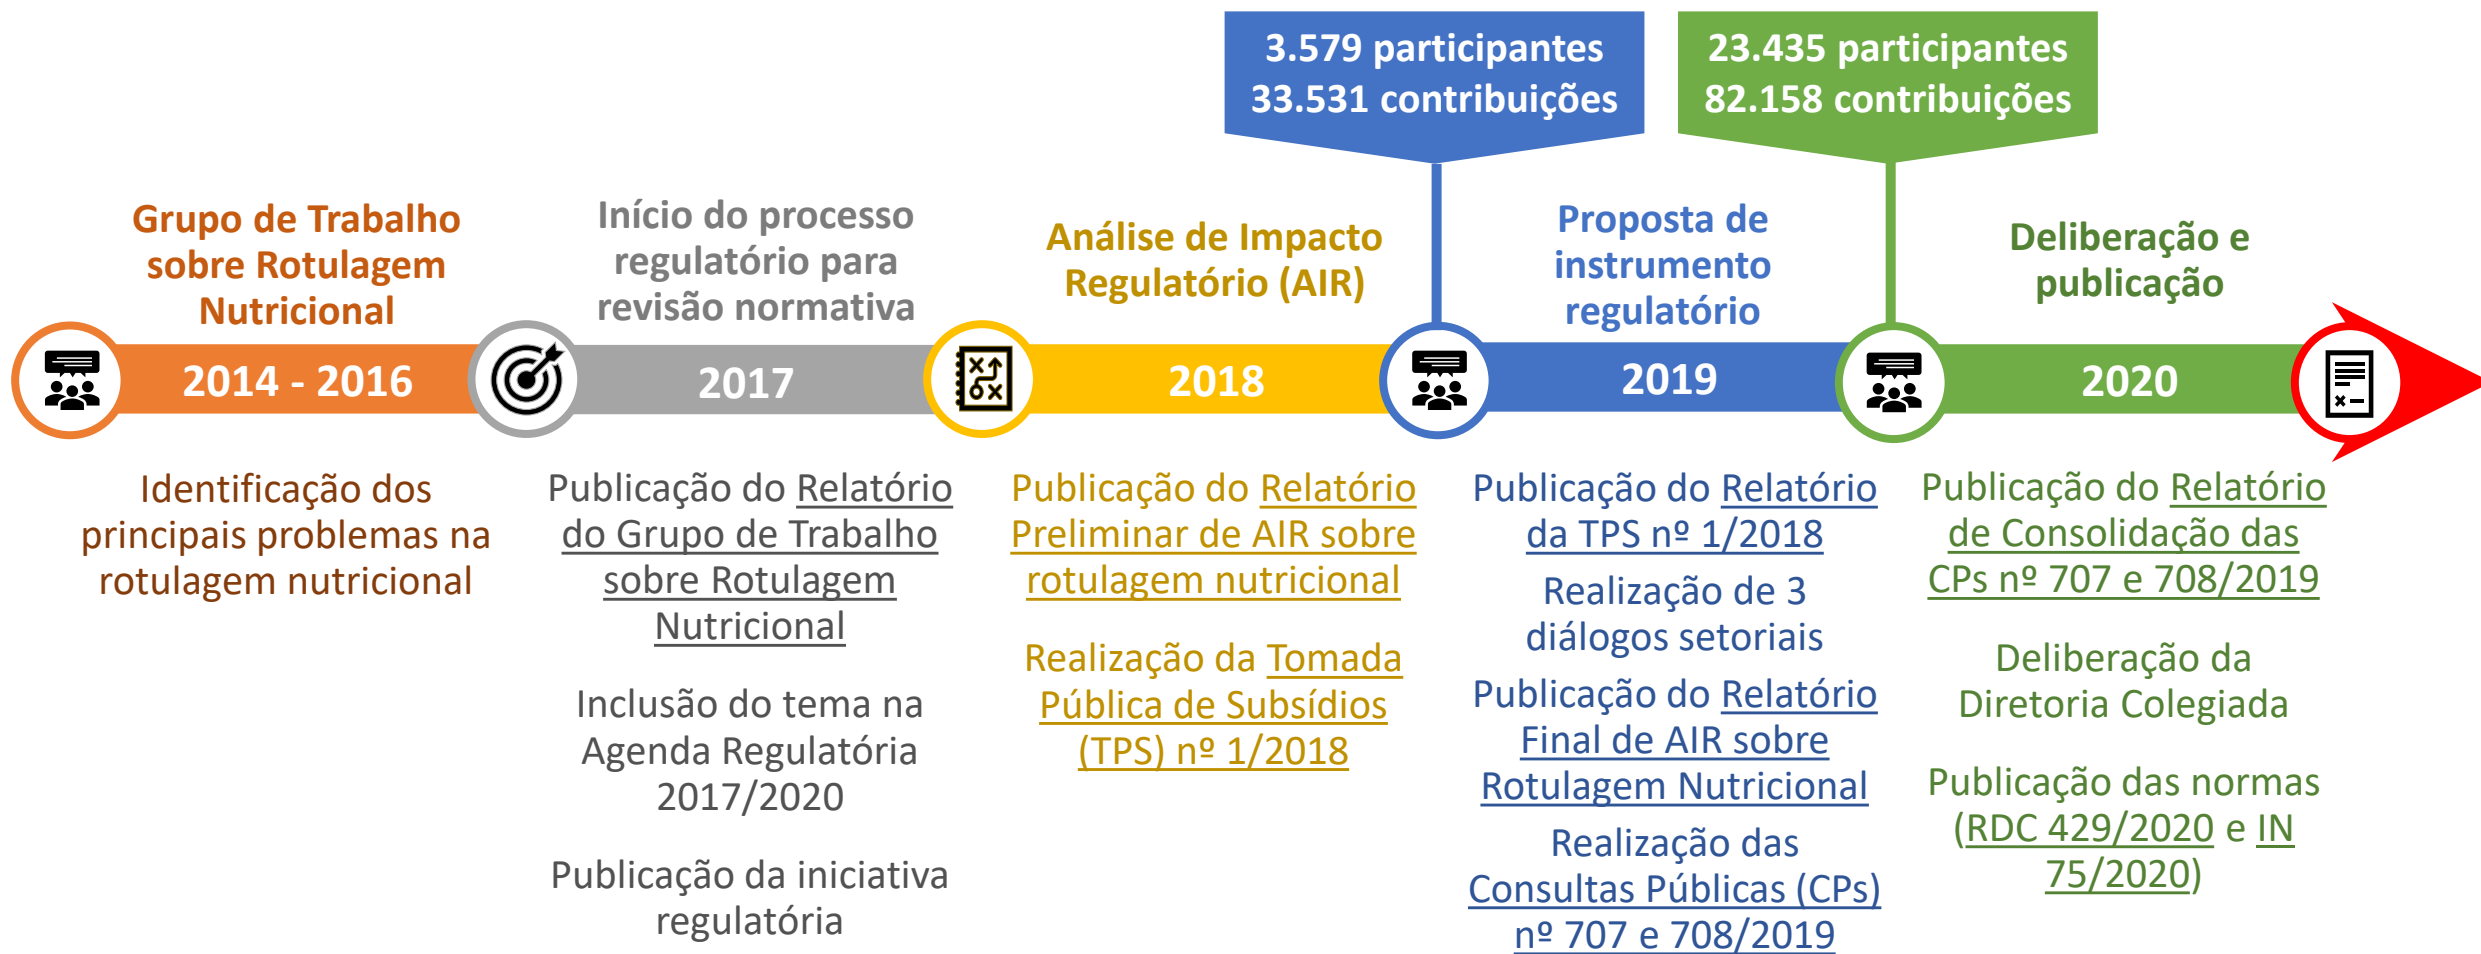 3.579 participantes
33.531 contribuições
23.435 participantes
82.158 contribuições
Grupo de Trabalho
sobre Rotulagem
Nutricional
Início do processo
regulatório para
revisão normativa
Análise de Impacto
Regulatório (AIR)
Proposta de
instrumento
regulatório
Deliberação e
publicação
2014 - 2016
2017
2018
2019
2020
Identificação dos
principais problemas na
rotulagem nutricional
Publicação do Relatório
do Grupo de Trabalho
sobre Rotulagem
Nutricional
Inclusão do tema na
Agenda Regulatória
2017/2020
Publicação da iniciativa
regulatória
Publicação do Relatório
Preliminar de AIR sobre
rotulagem nutricional
Realização da Tomada
Pública de Subsídios
(TPS) nº 1/2018
Publicação do Relatório
da TPS nº 1/2018
Realização de 3
diálogos setoriais
Publicação do Relatório
Final de AIR sobre
Rotulagem Nutricional
Realização das
Consultas Públicas (CPs)
nº 707 e 708/2019
Publicação do Relatório
de Consolidação das
CPs nº 707 e 708/2019
Deliberação da
Diretoria Colegiada
Publicação das normas
(RDC 429/2020 e IN
75/2020)